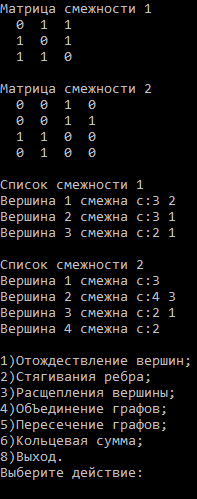 Матрица смежности 1
0 1 1
1 0 1
1 1 0
Матрица смежности 2
0 0 1 0
0 0 1 1
1 1 0 0
0 1 0 0
Список смежности 1
Вершина 1 смежна с:3 2
Вершина 2 смежна с:3 1
Вершина 3 смежна с:2 1
Список смежности 2
Вершина 1 смежна с:3
Вершина 2 смежна с:4 3
Вершина 3 смежна с:2 1
Вершина 4 смежна с:2
1)Отождествление вершин;
2)Стягивания ребра;
3)Расщепления вершины;
4)Объединение графов;
5)Пересечение графов;
6)Кольцевая сумма;
8)Выход.
Выберите действие: